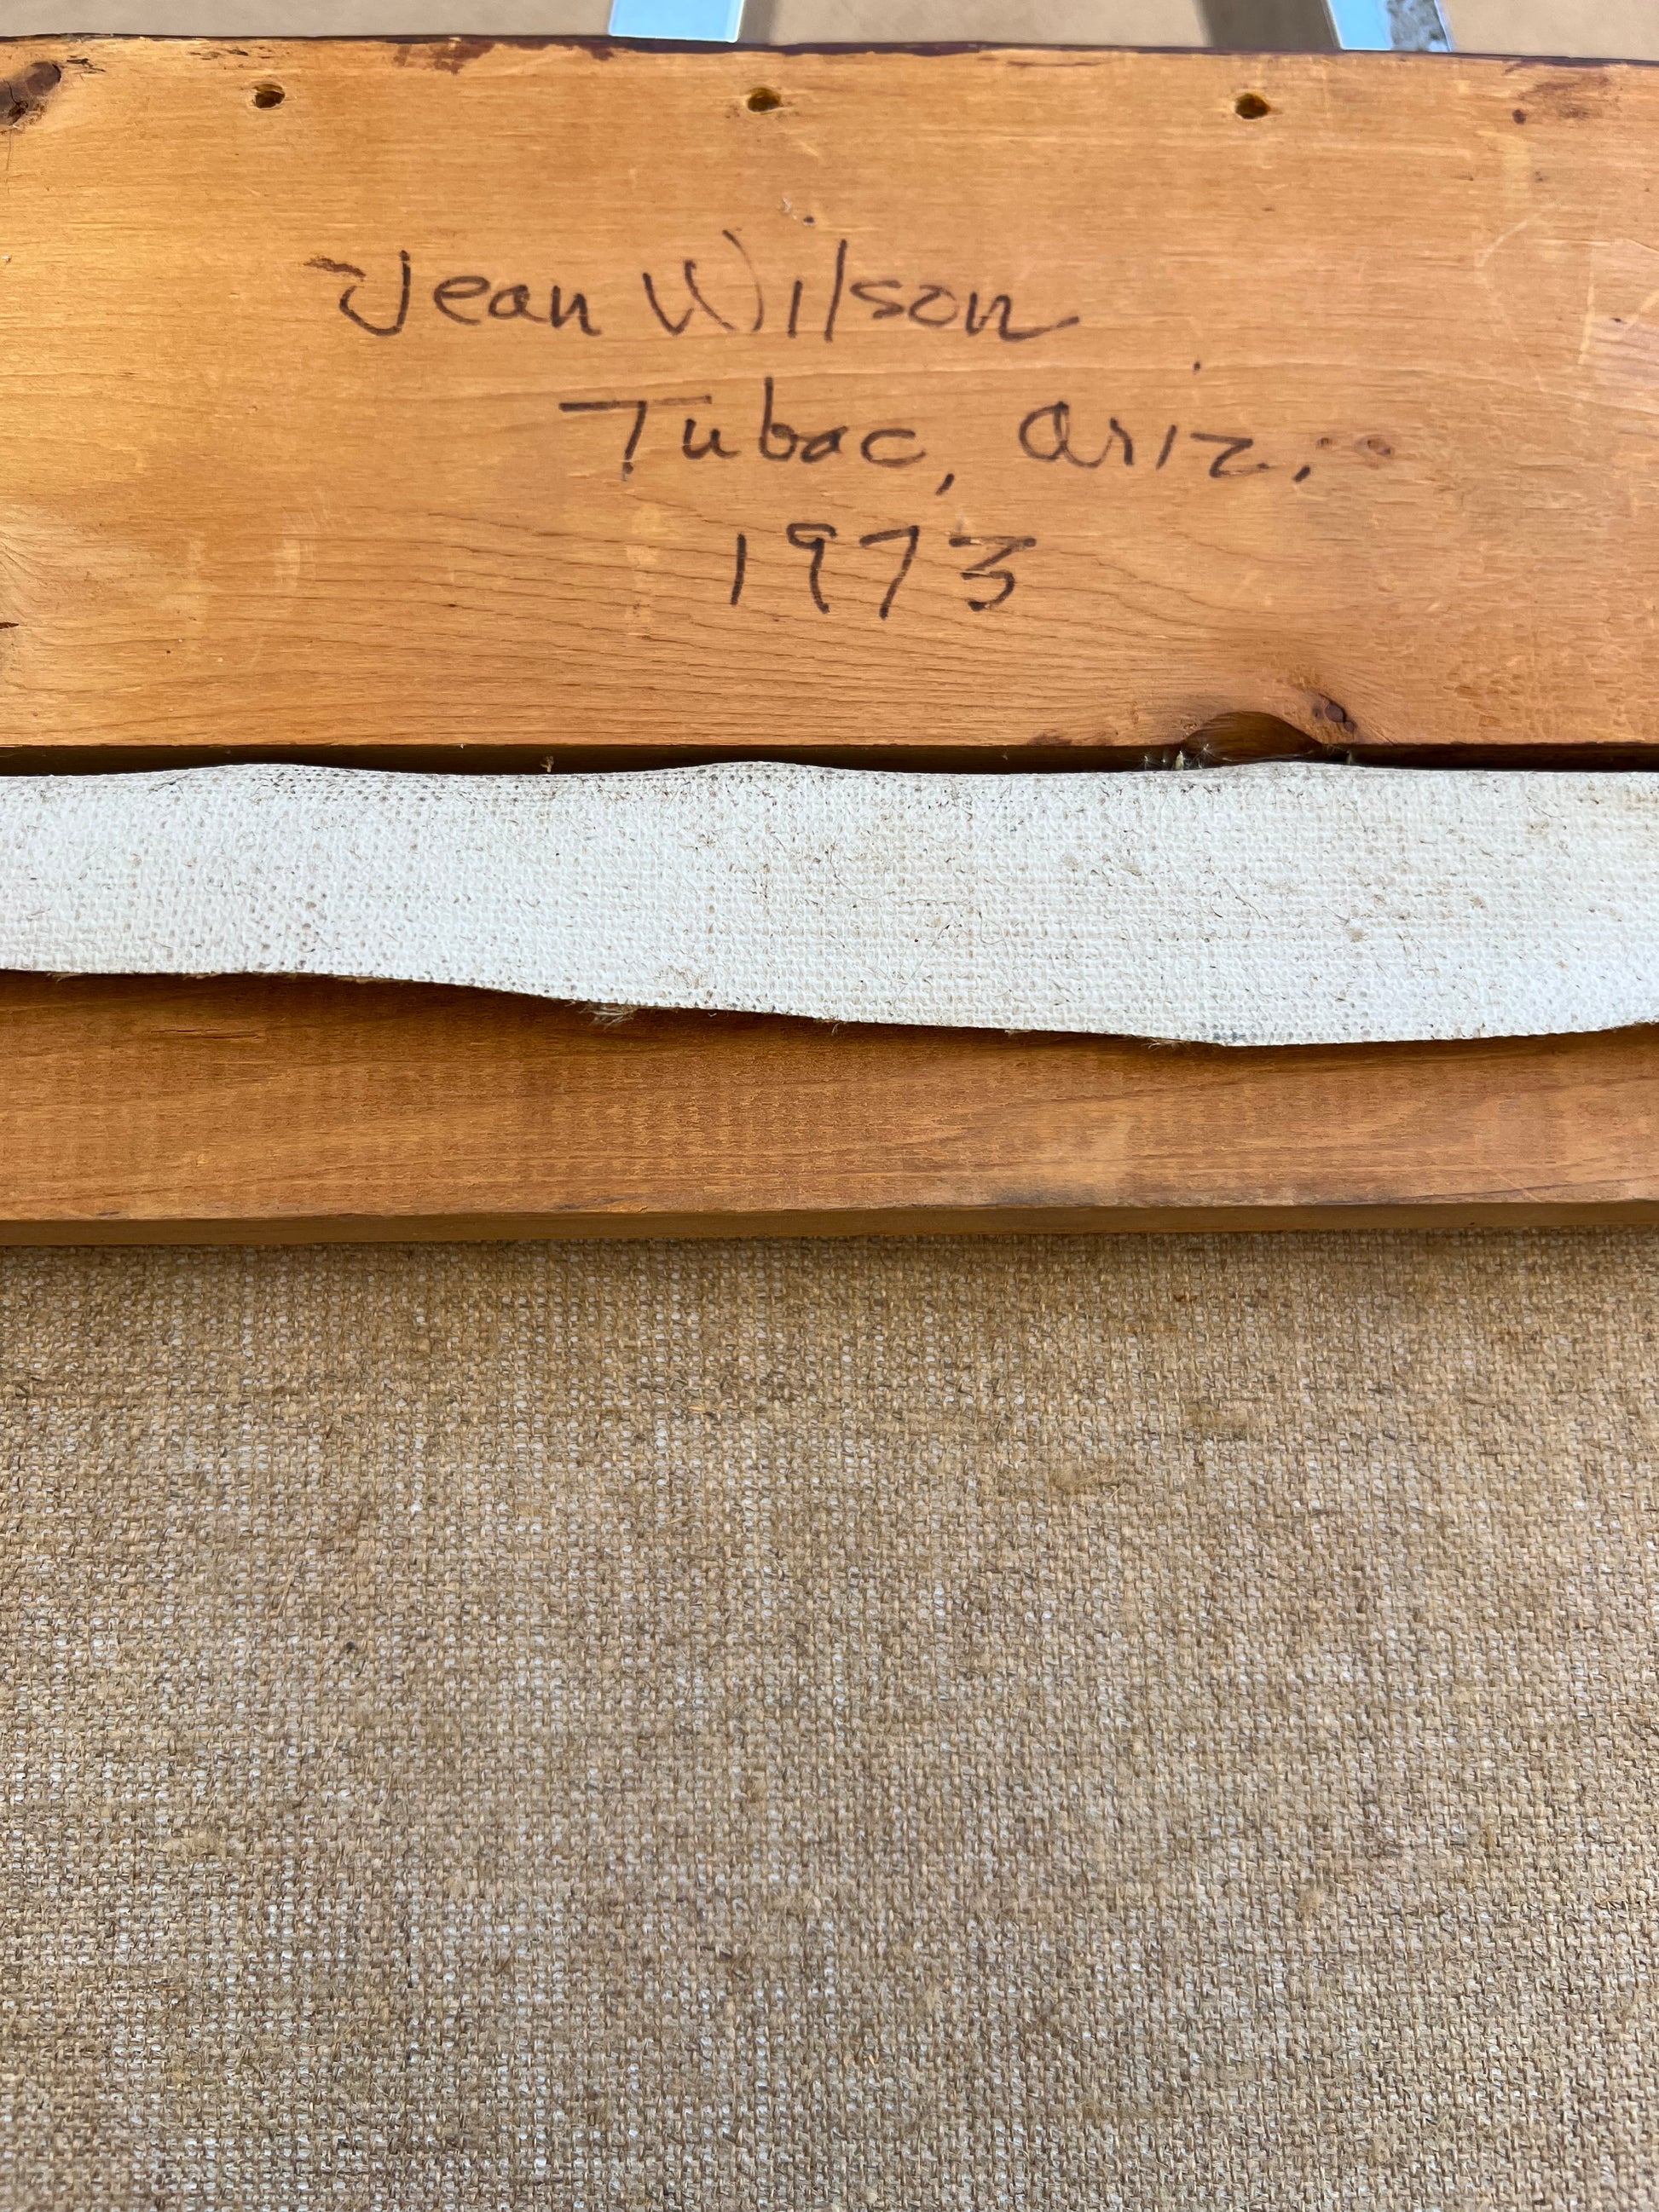 Jean Wilson
Tubac, Ariz.
1973